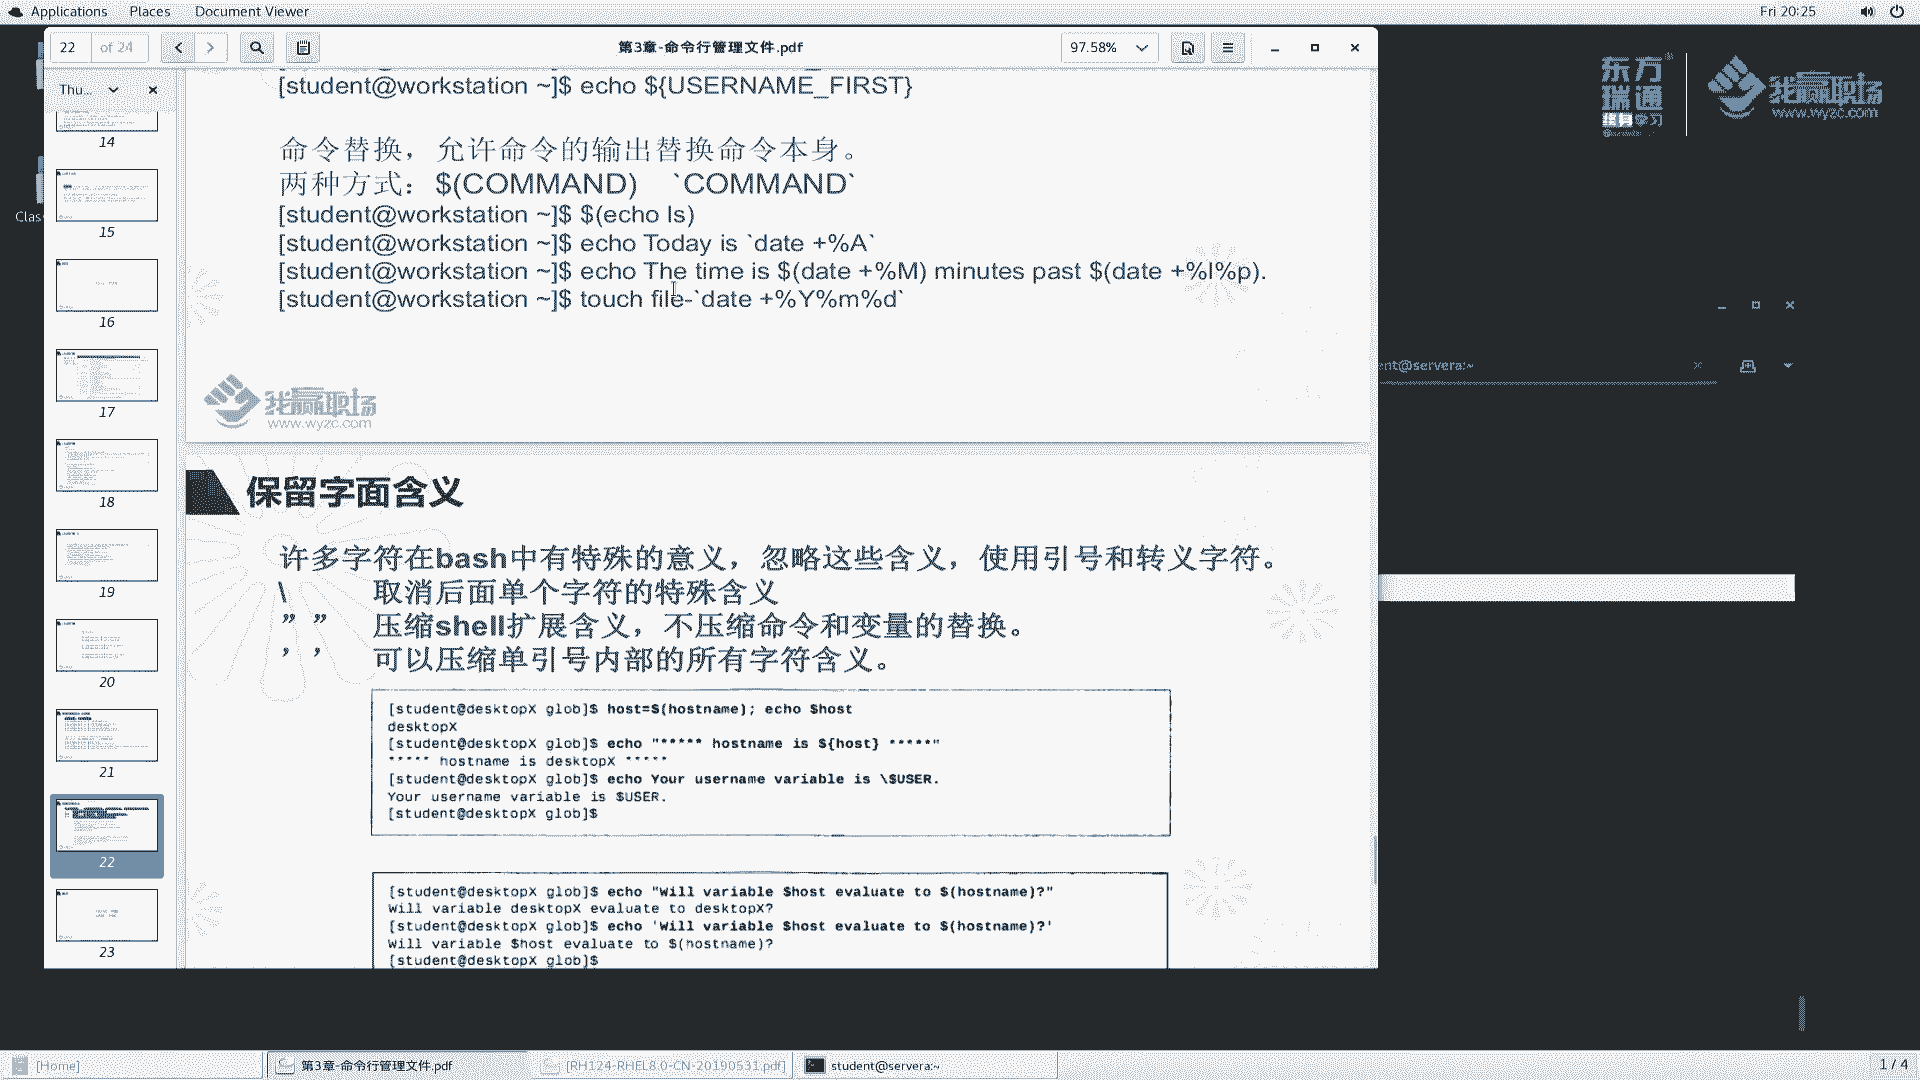 Applications Places Document Viewer Fri 20:25
22 of 24 第3章-命令行管理文件.pdf 97.58%
Thu...
14
15
16
17
18
19
20
21
22
23
[student@workstation ~]$ echo ${USERNAME_FIRST}
命令替换，允许命令的输出替换命令本身。
两种方式：$(COMMAND) `COMMAND`
[student@workstation ~]$ $(echo ls)
[student@workstation ~]$ echo Today is `date +%A`
[student@workstation ~]$ echo The time is $(date +%M) minutes past $(date +%I%p).
[student@workstation ~]$ touch file-`date +%Y%m%d`
我赢职场
www.wyzc.com
保留字面含义
许多字符在bash中有特殊的意义，忽略这些含义，使用引号和转义字符。
\ 取消后面单个字符的特殊含义
” ” 压缩shell扩展含义，不压缩命令和变量的替换。
’ ’ 可以压缩单引号内部的所有字符含义。
[student@desktopX glob]$ host=$(hostname); echo $host
desktopX
[student@desktopX glob]$ echo "***** hostname is ${host} *****"
***** hostname is desktopX *****
[student@desktopX glob]$ echo Your username variable is \$USER.
Your username variable is $USER.
[student@desktopX glob]$
[student@desktopX glob]$ echo "Will variable $host evaluate to $(hostname)?"
Will variable desktopX evaluate to desktopX?
[student@desktopX glob]$ echo 'Will variable $host evaluate to $(hostname)?'
Will variable $host evaluate to $(hostname)?
[student@desktopX glob]$
Clas
东方
瑞通
终身学习
我赢职场
www.wyzc.com
ent@servera:~
[Home] 第3章-命令行管理文件.pdf [RH124-RHEL8.0-CN-20190531.pdf] student@servera:~ 1 / 4